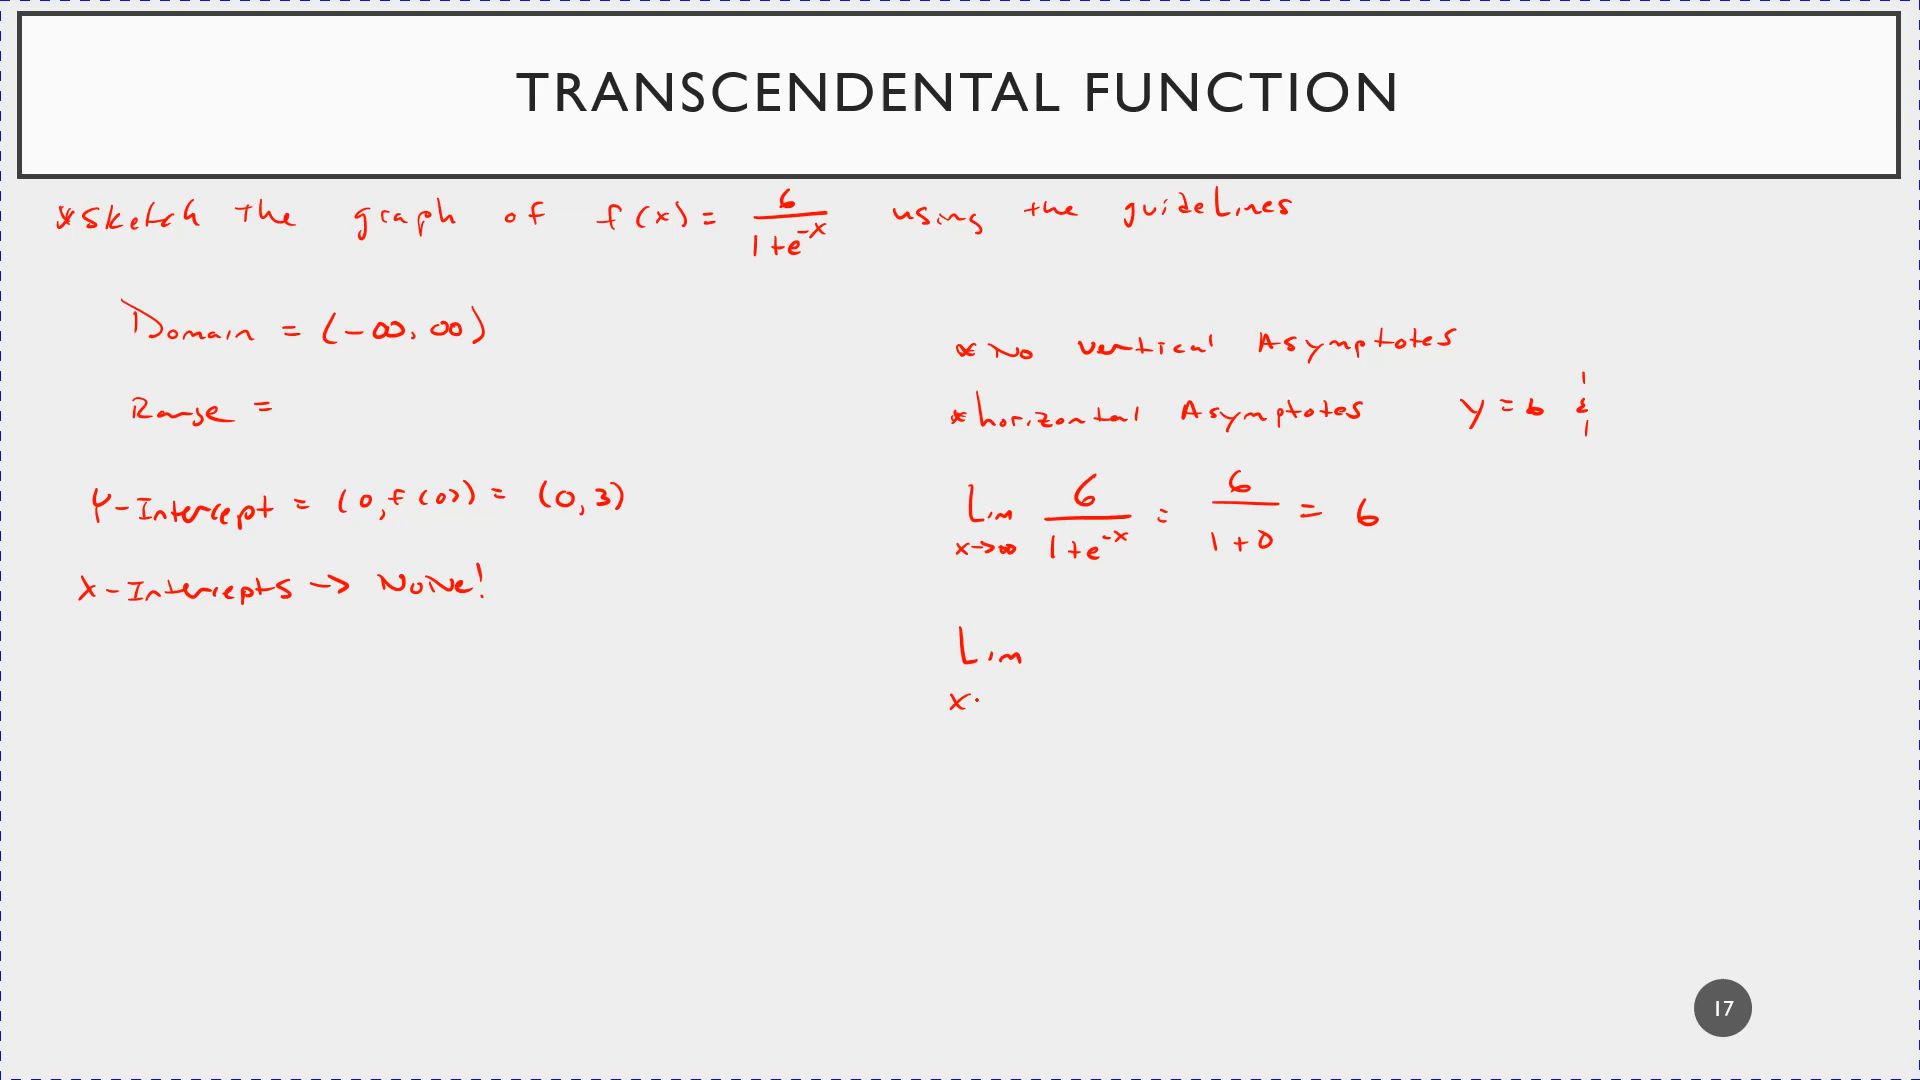 TRANSCENDENTAL FUNCTION
*Sketch the graph of f(x) = 6/(1+e^-x) using the guidelines
Domain = (-∞, ∞)
Range =
Y-Intercept = (0, f(0)) = (0, 3)
X-Intercepts → NoNe!
* No vertical Asymptotes
* horizontal Asymptotes y = 6 &
Lim x→∞ 6/(1+e^-x) = 6/(1+0) = 6
Lim
x
17